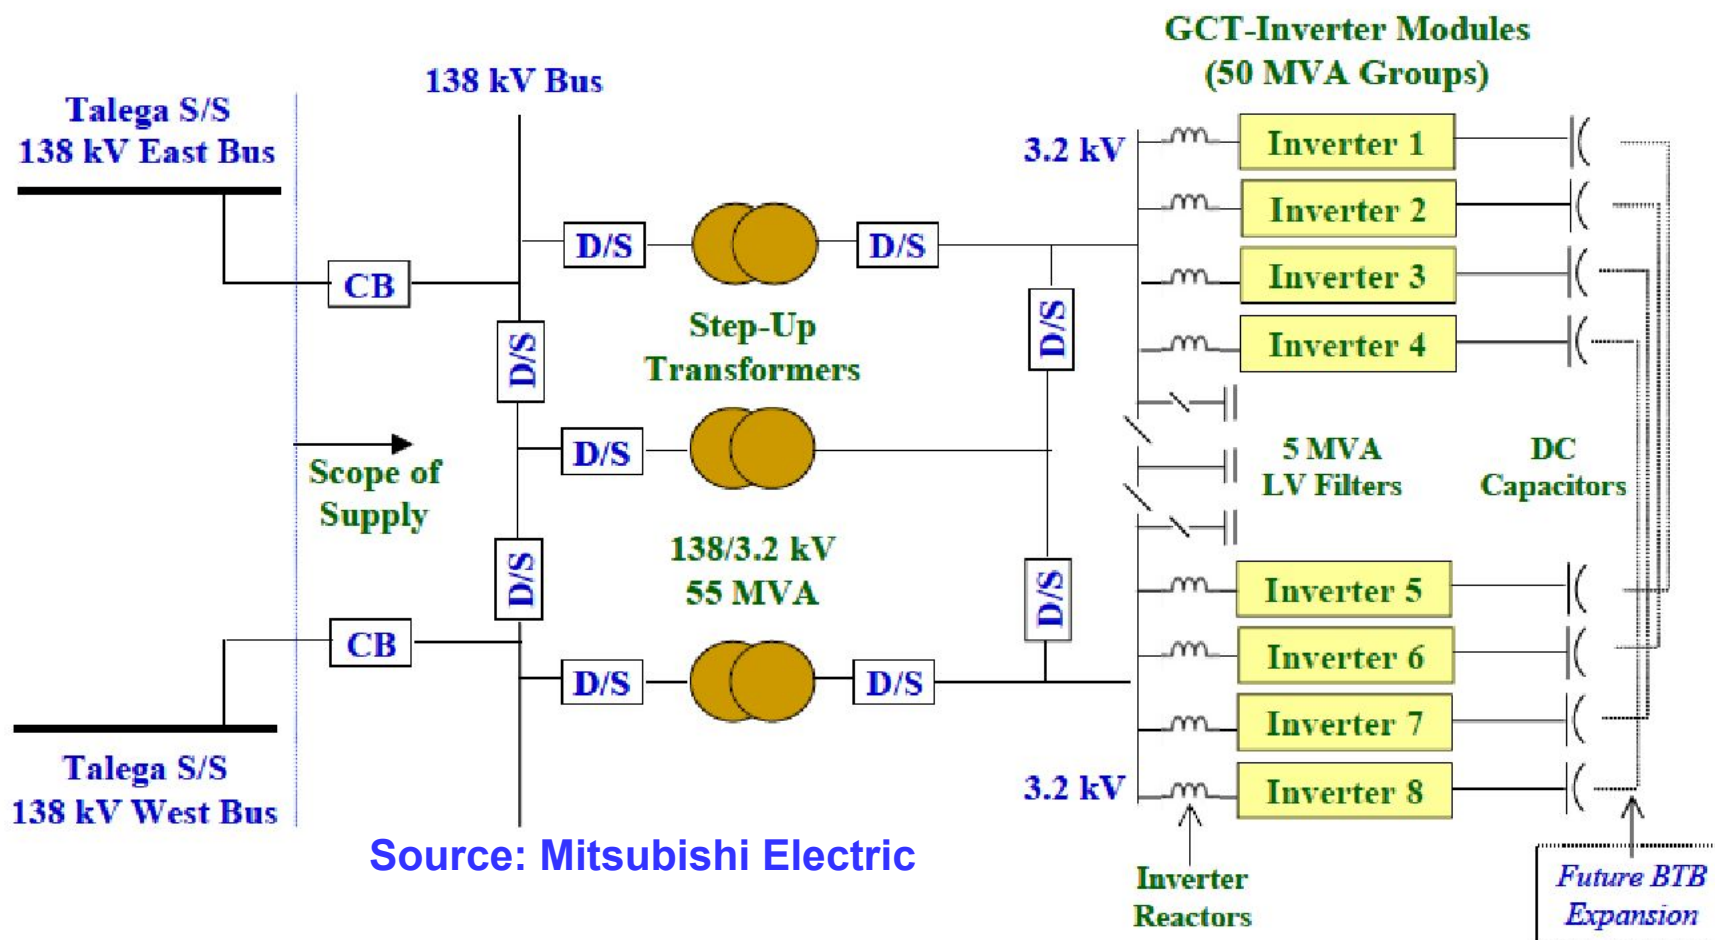 GCT-Inverter Modules
(50 MVA Groups)
138 kV Bus
Talega S/S
138 kV East Bus
3.2 kV
Inverter 1
Inverter 2
D/S
D/S
CB
Inverter 3
D/S
Step-Up
Transformers
D/S
Inverter 4
D/S
Scope of
Supply
5 MVA
LV Filters
DC
Capacitors
138/3.2 kV
55 MVA
D/S
D/S
Inverter 5
CB
Inverter 6
D/S
D/S
Inverter 7
Talega S/S
138 kV West Bus
3.2 kV
Inverter 8
Source: Mitsubishi Electric
Inverter
Reactors
Future BTB
Expansion